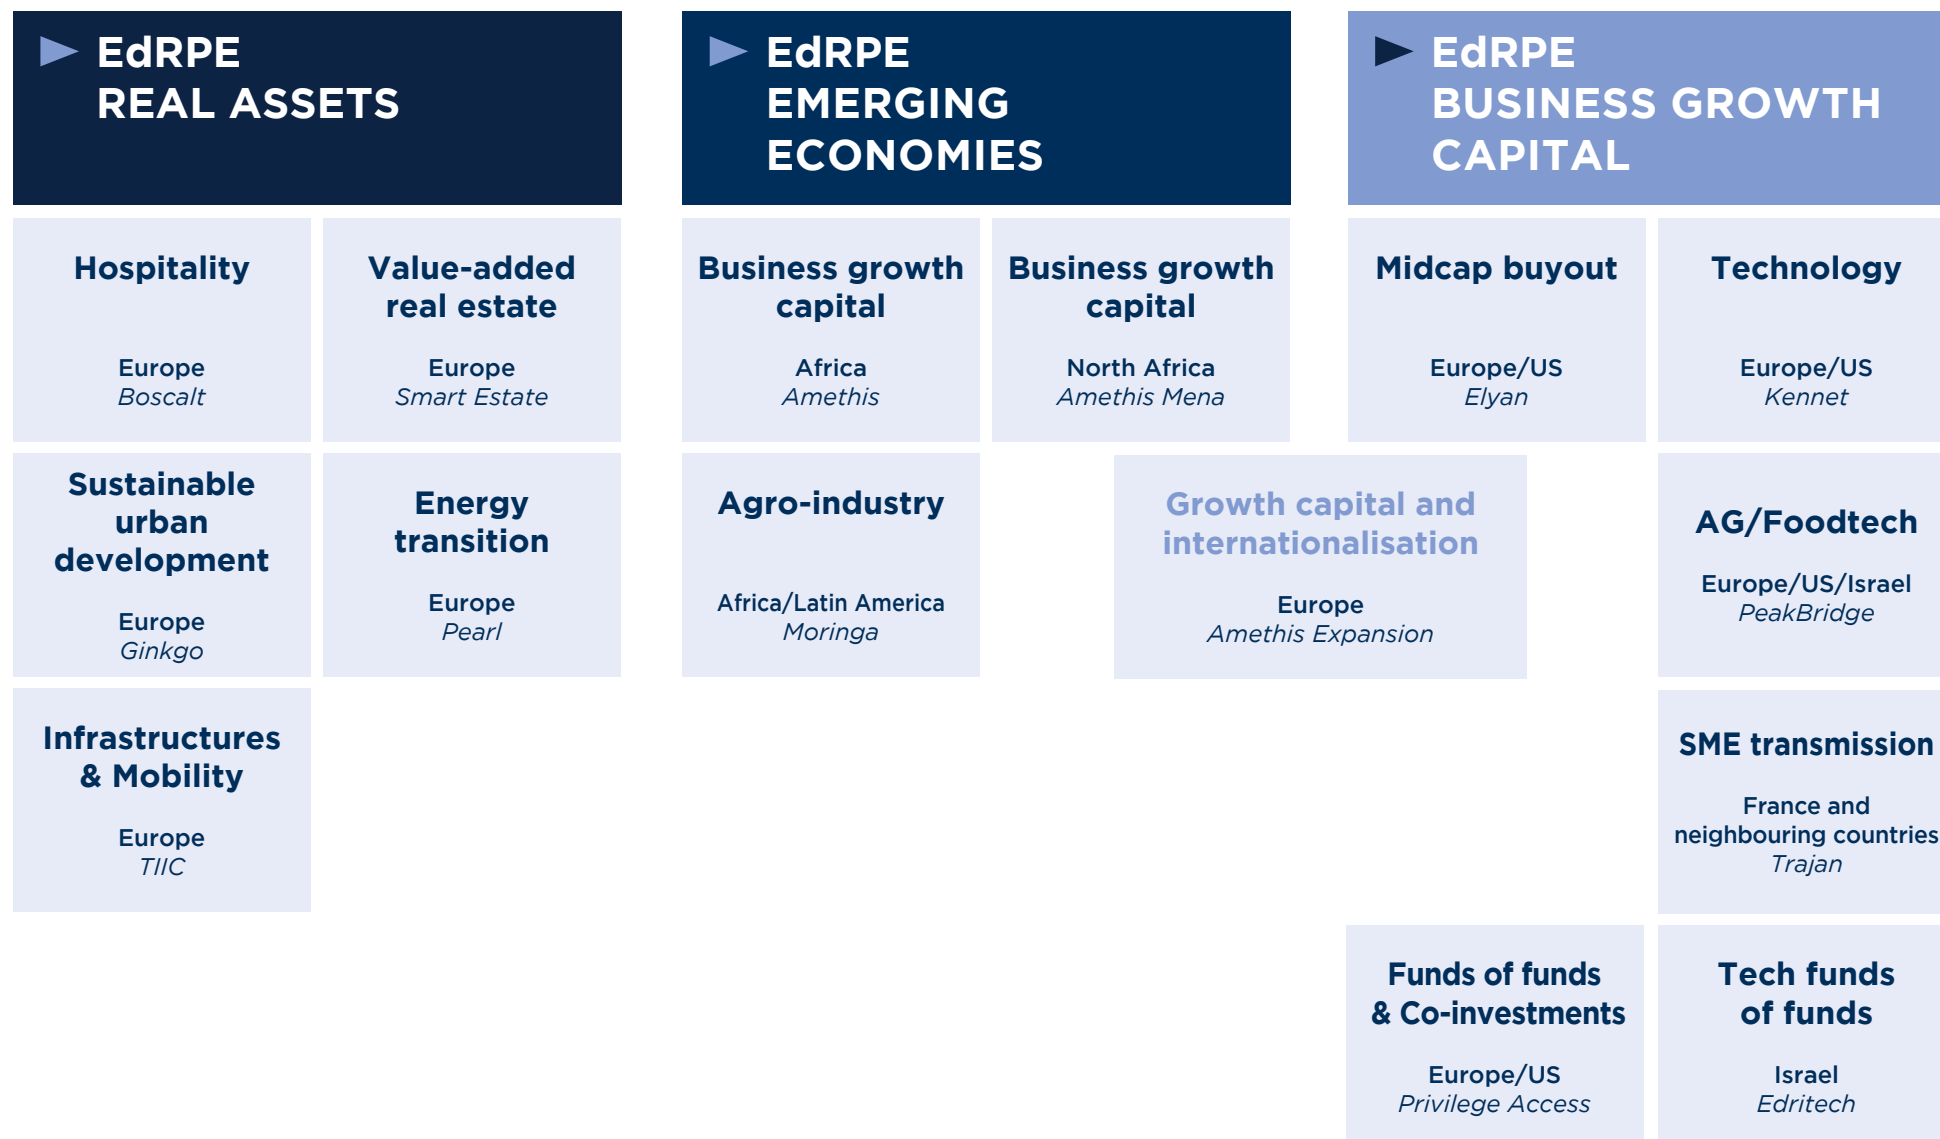 EdRPE
REAL ASSETS
Hospitality
Europe
Boscalt
Value-added
real estate
Europe
Smart Estate
Sustainable
urban
development
Europe
Ginkgo
Energy
transition
Europe
Pearl
Infrastructures
& Mobility
Europe
TIIC
EdRPE
EMERGING
ECONOMIES
Business growth
capital
Africa
Amethis
Business growth
capital
North Africa
Amethis Mena
Agro-industry
Africa/Latin America
Moringa
Growth capital and
internationalisation
Europe
Amethis Expansion
EdRPE
BUSINESS GROWTH
CAPITAL
Midcap buyout
Europe/US
Elyan
Technology
Europe/US
Kennet
AG/Foodtech
Europe/US/Israel
PeakBridge
SME transmission
France and
neighbouring countries
Trajan
Funds of funds
& Co-investments
Europe/US
Privilege Access
Tech funds
of funds
Israel
Edritech